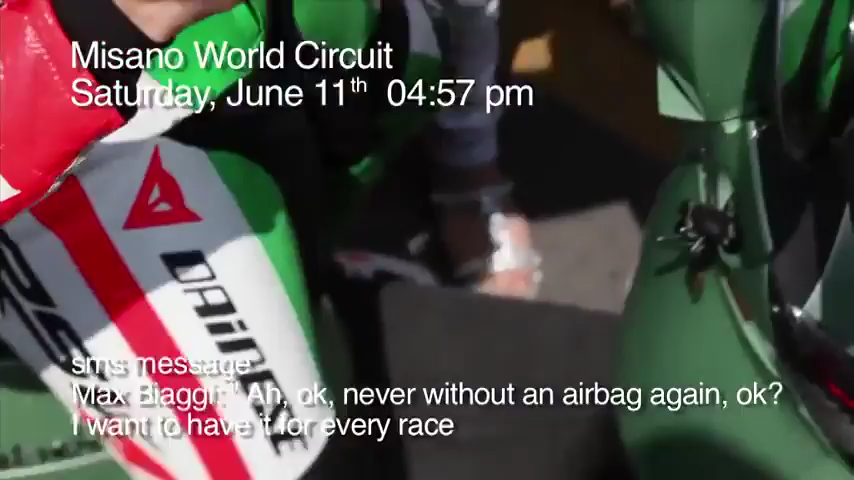 Misano World Circuit
Saturday, June 11th 04:57 pm
DAINESE
sms message
Max Biaggi: "Ah, ok, never without an airbag again, ok?
I want to have it for every race